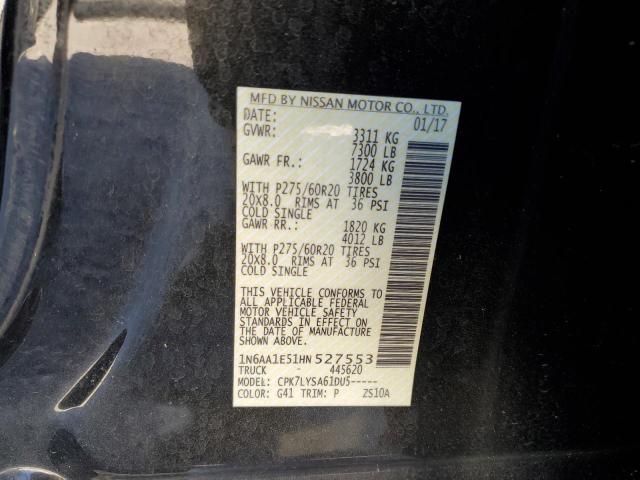 MFD BY NISSAN MOTOR CO., LTD.
DATE: 01/17
GVWR: 3311 KG
7300 LB
GAWR FR.: 1724 KG
3800 LB
WITH P275/60R20 TIRES
20X8.0 RIMS AT 36 PSI
COLD SINGLE
GAWR RR.: 1820 KG
4012 LB
WITH P275/60R20 TIRES
20X8.0 RIMS AT 36 PSI
COLD SINGLE
THIS VEHICLE CONFORMS TO
ALL APPLICABLE FEDERAL
MOTOR VEHICLE SAFETY
STANDARDS IN EFFECT ON
THE DATE OF MANUFACTURE
SHOWN ABOVE.
1N6AA1E51HN527553
TRUCK - 445620
MODEL: CPK7LYSA61DU5-----
COLOR: G41 TRIM: P ZS10A